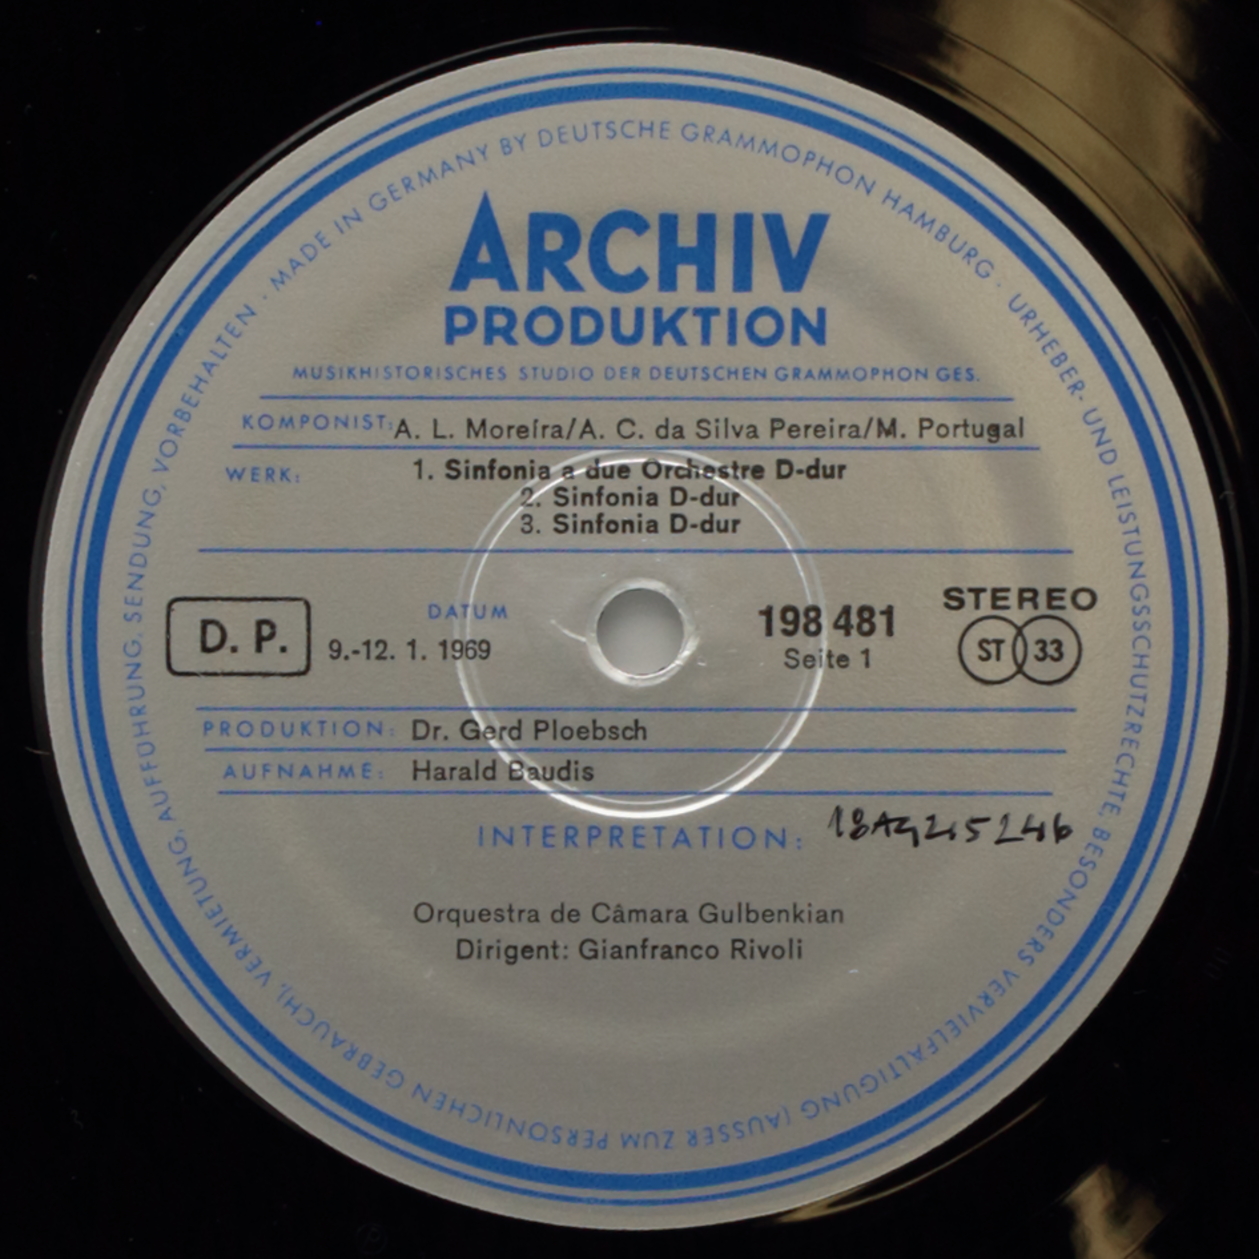 MADE IN GERMANY BY DEUTSCHE GRAMMOPHON HAMBURG · URHEBER- UND LEISTUNGSSCHUTZRECHTE, BESONDERS VERVIELFÄLTIGUNG (AUSSER ZUM PERSÖNLICHEN GEBRAUCH), VERMIETUNG, AUFFÜHRUNG, SENDUNG, VORBEHALTEN ·
ARCHIV
PRODUKTION
MUSIKHISTORISCHES STUDIO DER DEUTSCHEN GRAMMOPHON GES.
KOMPONIST: A. L. Moreira/A. C. da Silva Pereira/M. Portugal
WERK: 1. Sinfonia a due Orchestre D-dur
2. Sinfonia D-dur
3. Sinfonia D-dur
D. P.
DATUM
9.-12. 1. 1969
198 481
Seite 1
STEREO
ST 33
PRODUKTION: Dr. Gerd Ploebsch
AUFNAHME: Harald Baudis
INTERPRETATION:
Orquestra de Câmara Gulbenkian
Dirigent: Gianfranco Rivoli